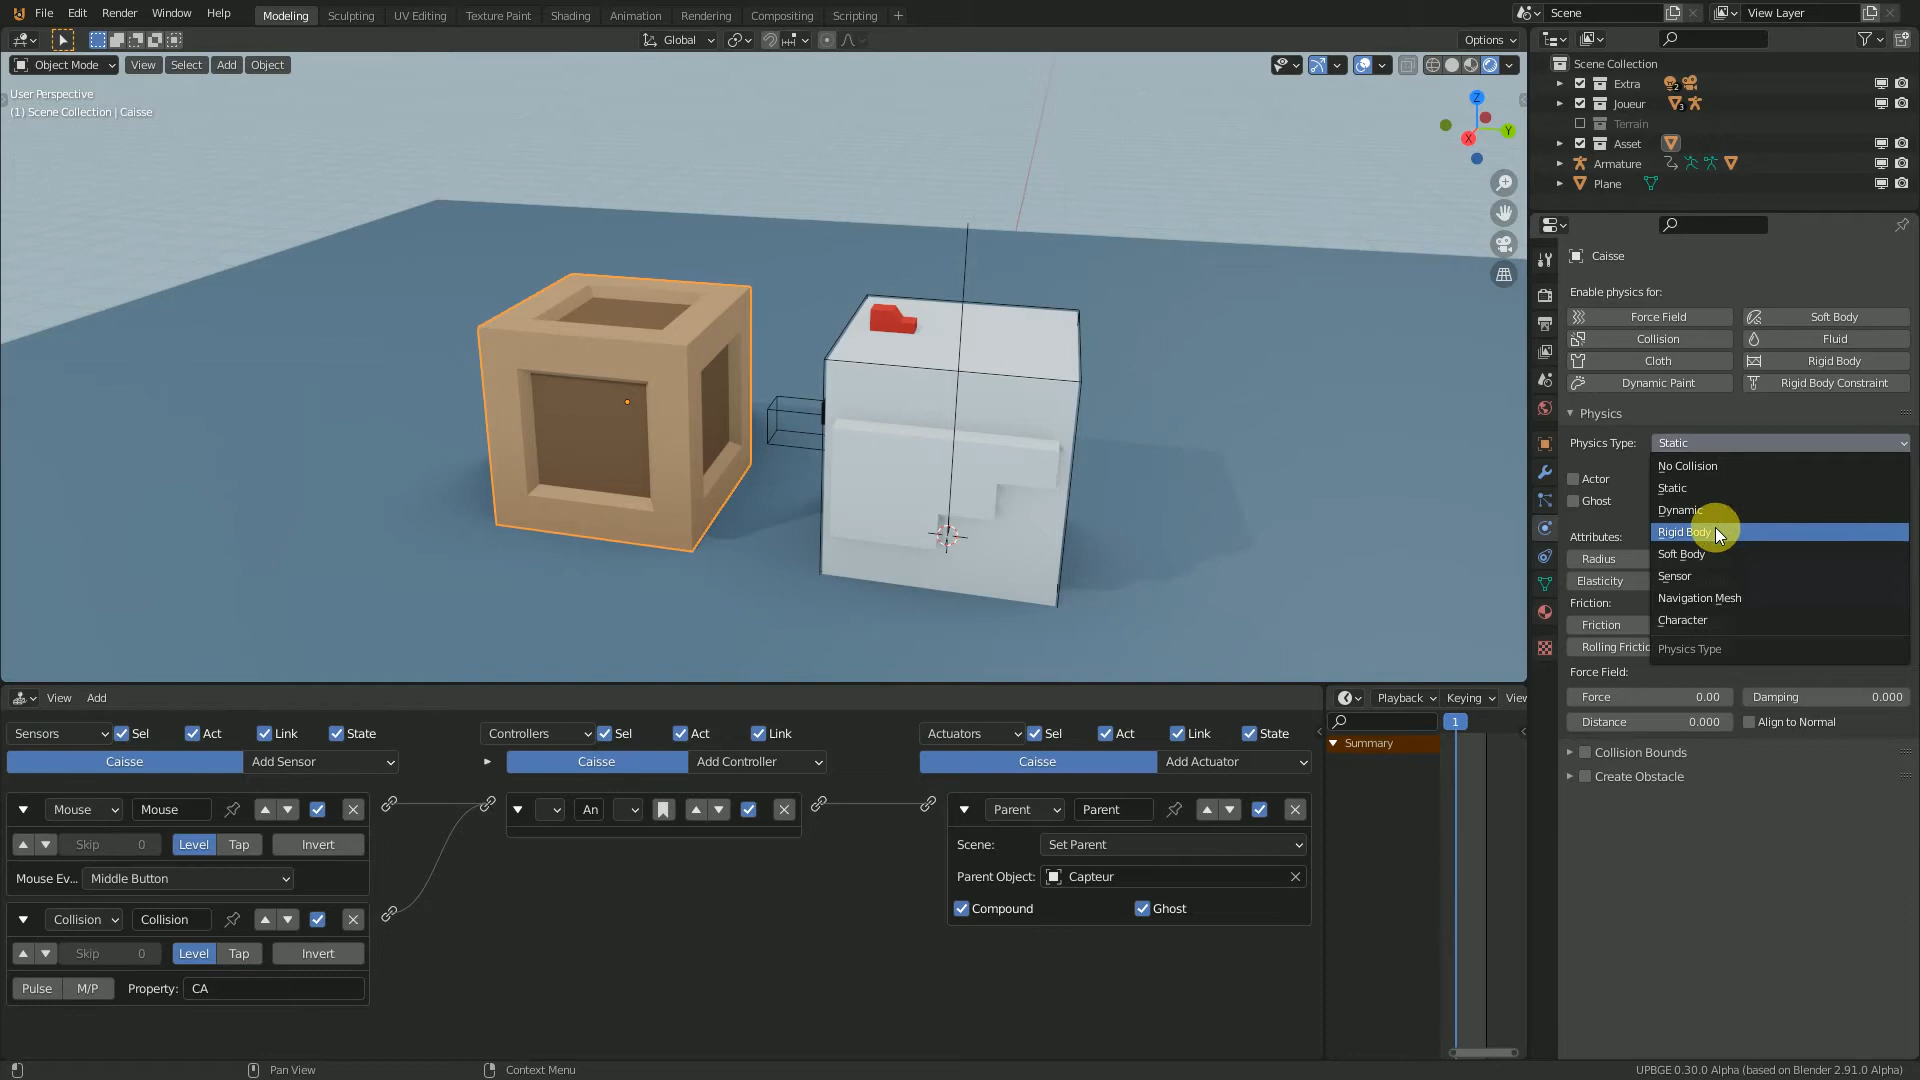 File Edit Render Window Help Modeling Sculpting UV Editing Texture Paint Shading Animation Rendering Compositing Scripting + Scene View Layer
Global Options
Object Mode View Select Add Object
User Perspective
(1) Scene Collection | Caisse
Z
Y
X
Scene Collection
Extra 2
Joueur 3
Terrain
Asset
Armature
Plane
Caisse
Enable physics for:
Force Field Soft Body
Collision Fluid
Cloth Rigid Body
Dynamic Paint Rigid Body Constraint
Physics
Physics Type: Static
No Collision
Static
Dynamic
Rigid Body
Soft Body
Sensor
Navigation Mesh
Character
Physics Type
Actor
Ghost
Attributes:
Radius
Elasticity
Friction:
Friction
Rolling Frictio
Force Field:
Force 0.00 Damping 0.000
Distance 0.000 Align to Normal
Collision Bounds
Create Obstacle
View Add
Sensors Sel Act Link State Controllers Sel Act Link Actuators Sel Act Link State
Caisse Add Sensor Caisse Add Controller Caisse Add Actuator
Mouse Mouse An Parent Parent
Skip 0 Level Tap Invert Scene: Set Parent
Mouse Ev... Middle Button Parent Object: Capteur
Collision Collision Compound Ghost
Skip 0 Level Tap Invert
Pulse M/P Property: CA
Playback Keying View
1
Summary
Pan View Context Menu UPBGE 0.30.0 Alpha (based on Blender 2.91.0 Alpha)